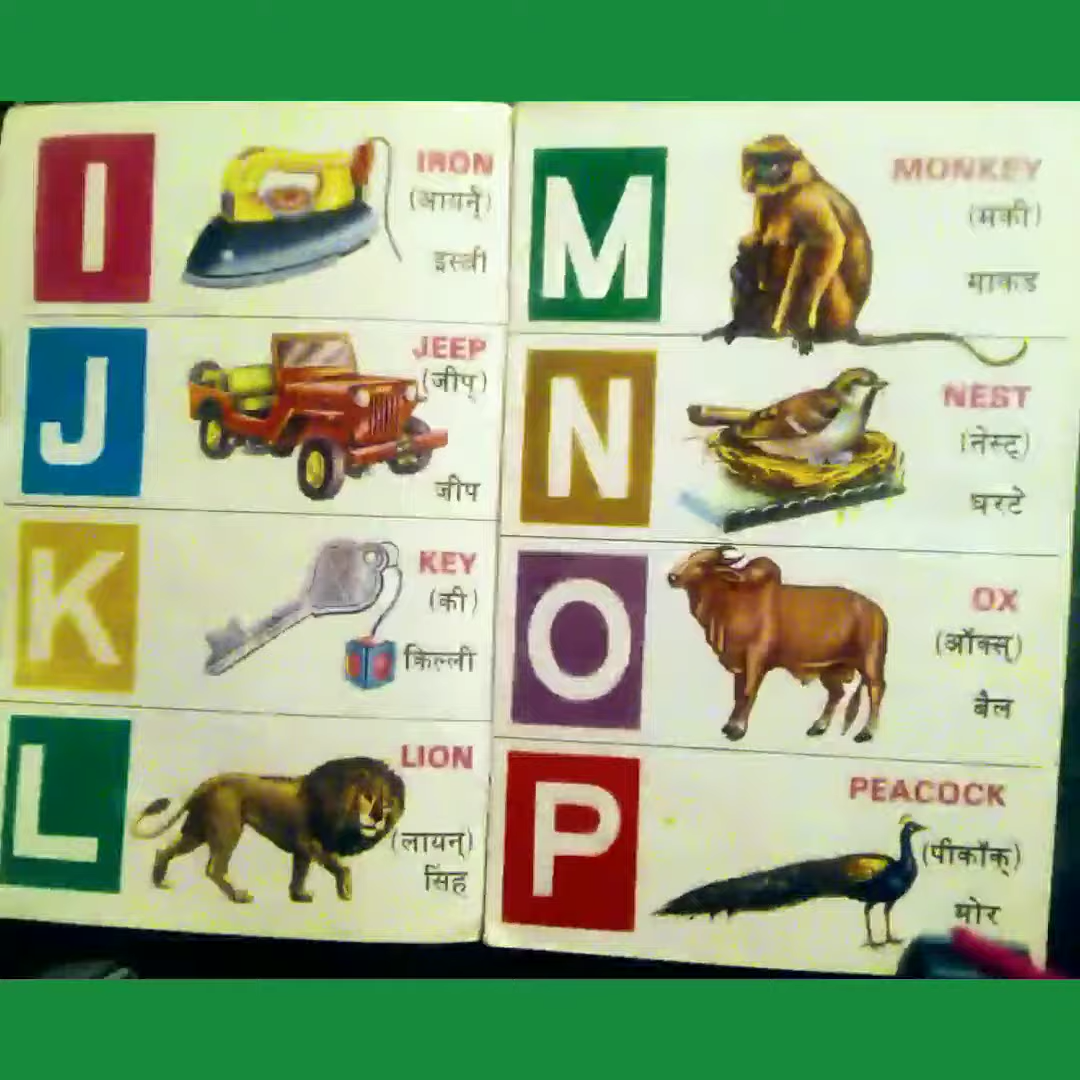 I
IRON
(आयर्न्)
इस्त्री
J
JEEP
(जीप्)
जीप
K
KEY
(की)
किल्ली
L
LION
(लायन्)
सिंह
M
MONKEY
(मंकी)
माकड
N
NEST
(नेस्ट्)
घरटे
O
OX
(ऑक्स्)
बैल
P
PEACOCK
(पीकॉक्)
मोर